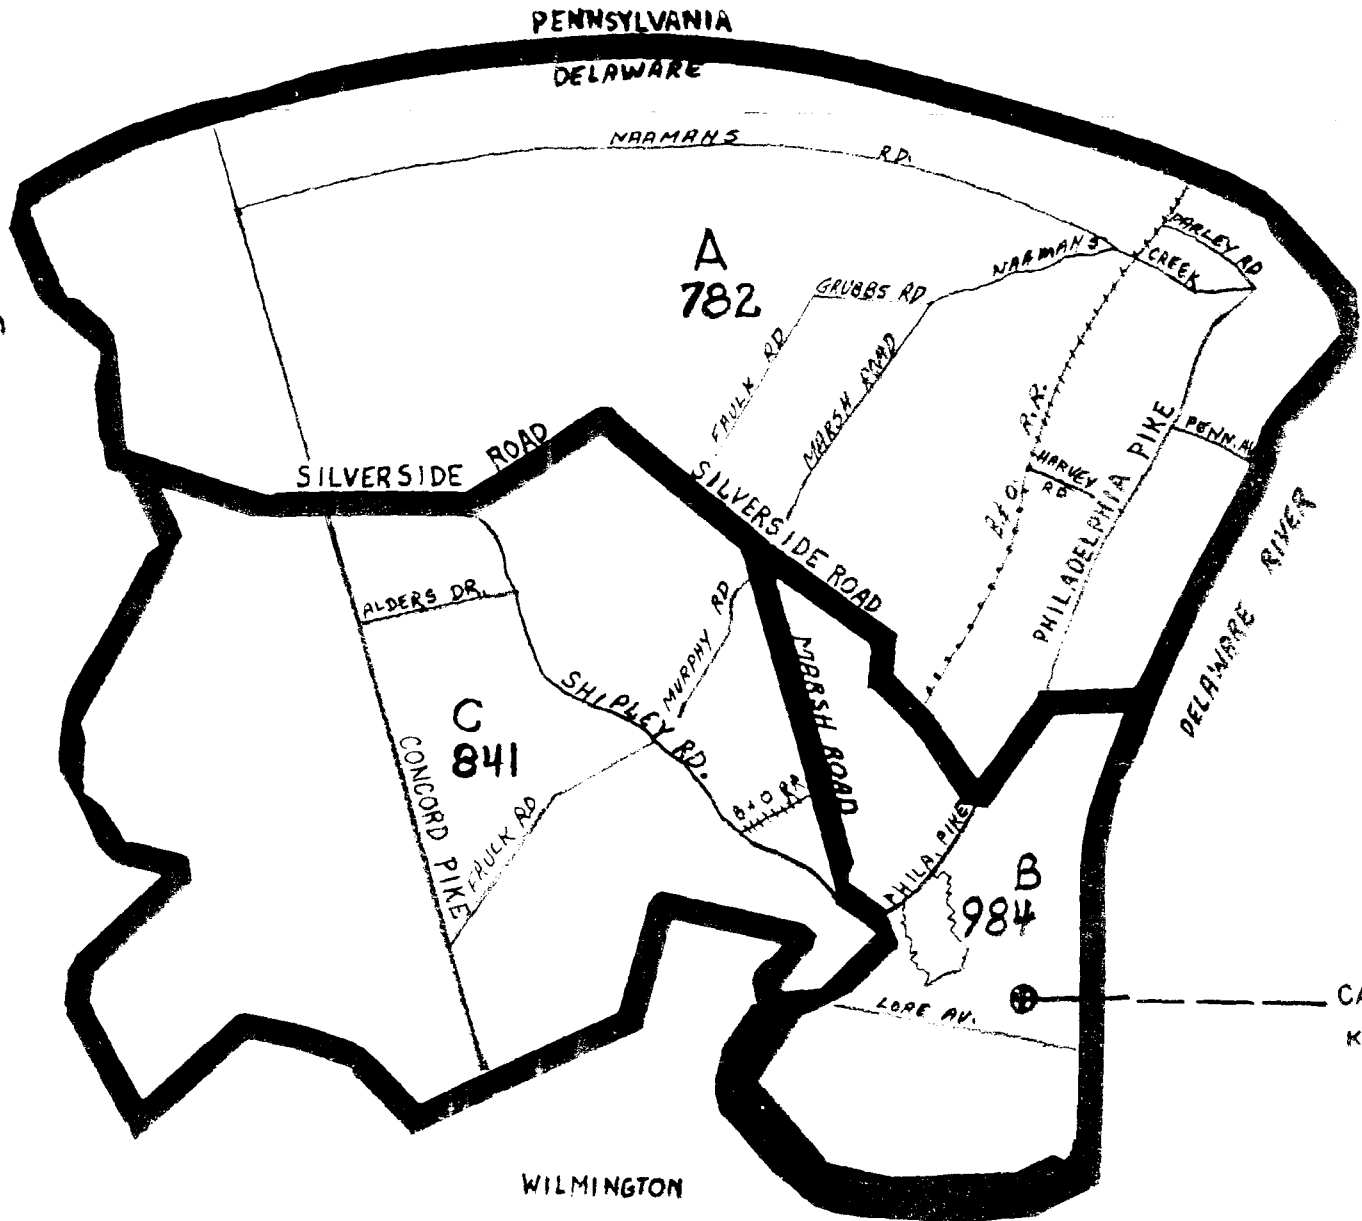 PENNSYLVANIA
DELAWARE
NAAMANS RD.
A
782
NAAMANS CREEK
DARLEY RD
GRUBBS RD
FAULK RD
MARSH ROAD
B&O R.R.
HARVEY RD
PHILADELPHIA PIKE
PENN. AV
SILVERSIDE ROAD
SILVERSIDE ROAD
DELAWARE RIVER
ALDERS DR.
MURPHY RD
MARSH ROAD
SHIPLEY RD.
C
841
CONCORD PIKE
FAULK RD
B&O RR
PHILA. PIKE
B
984
LORE AV.
CA
K
WILMINGTON